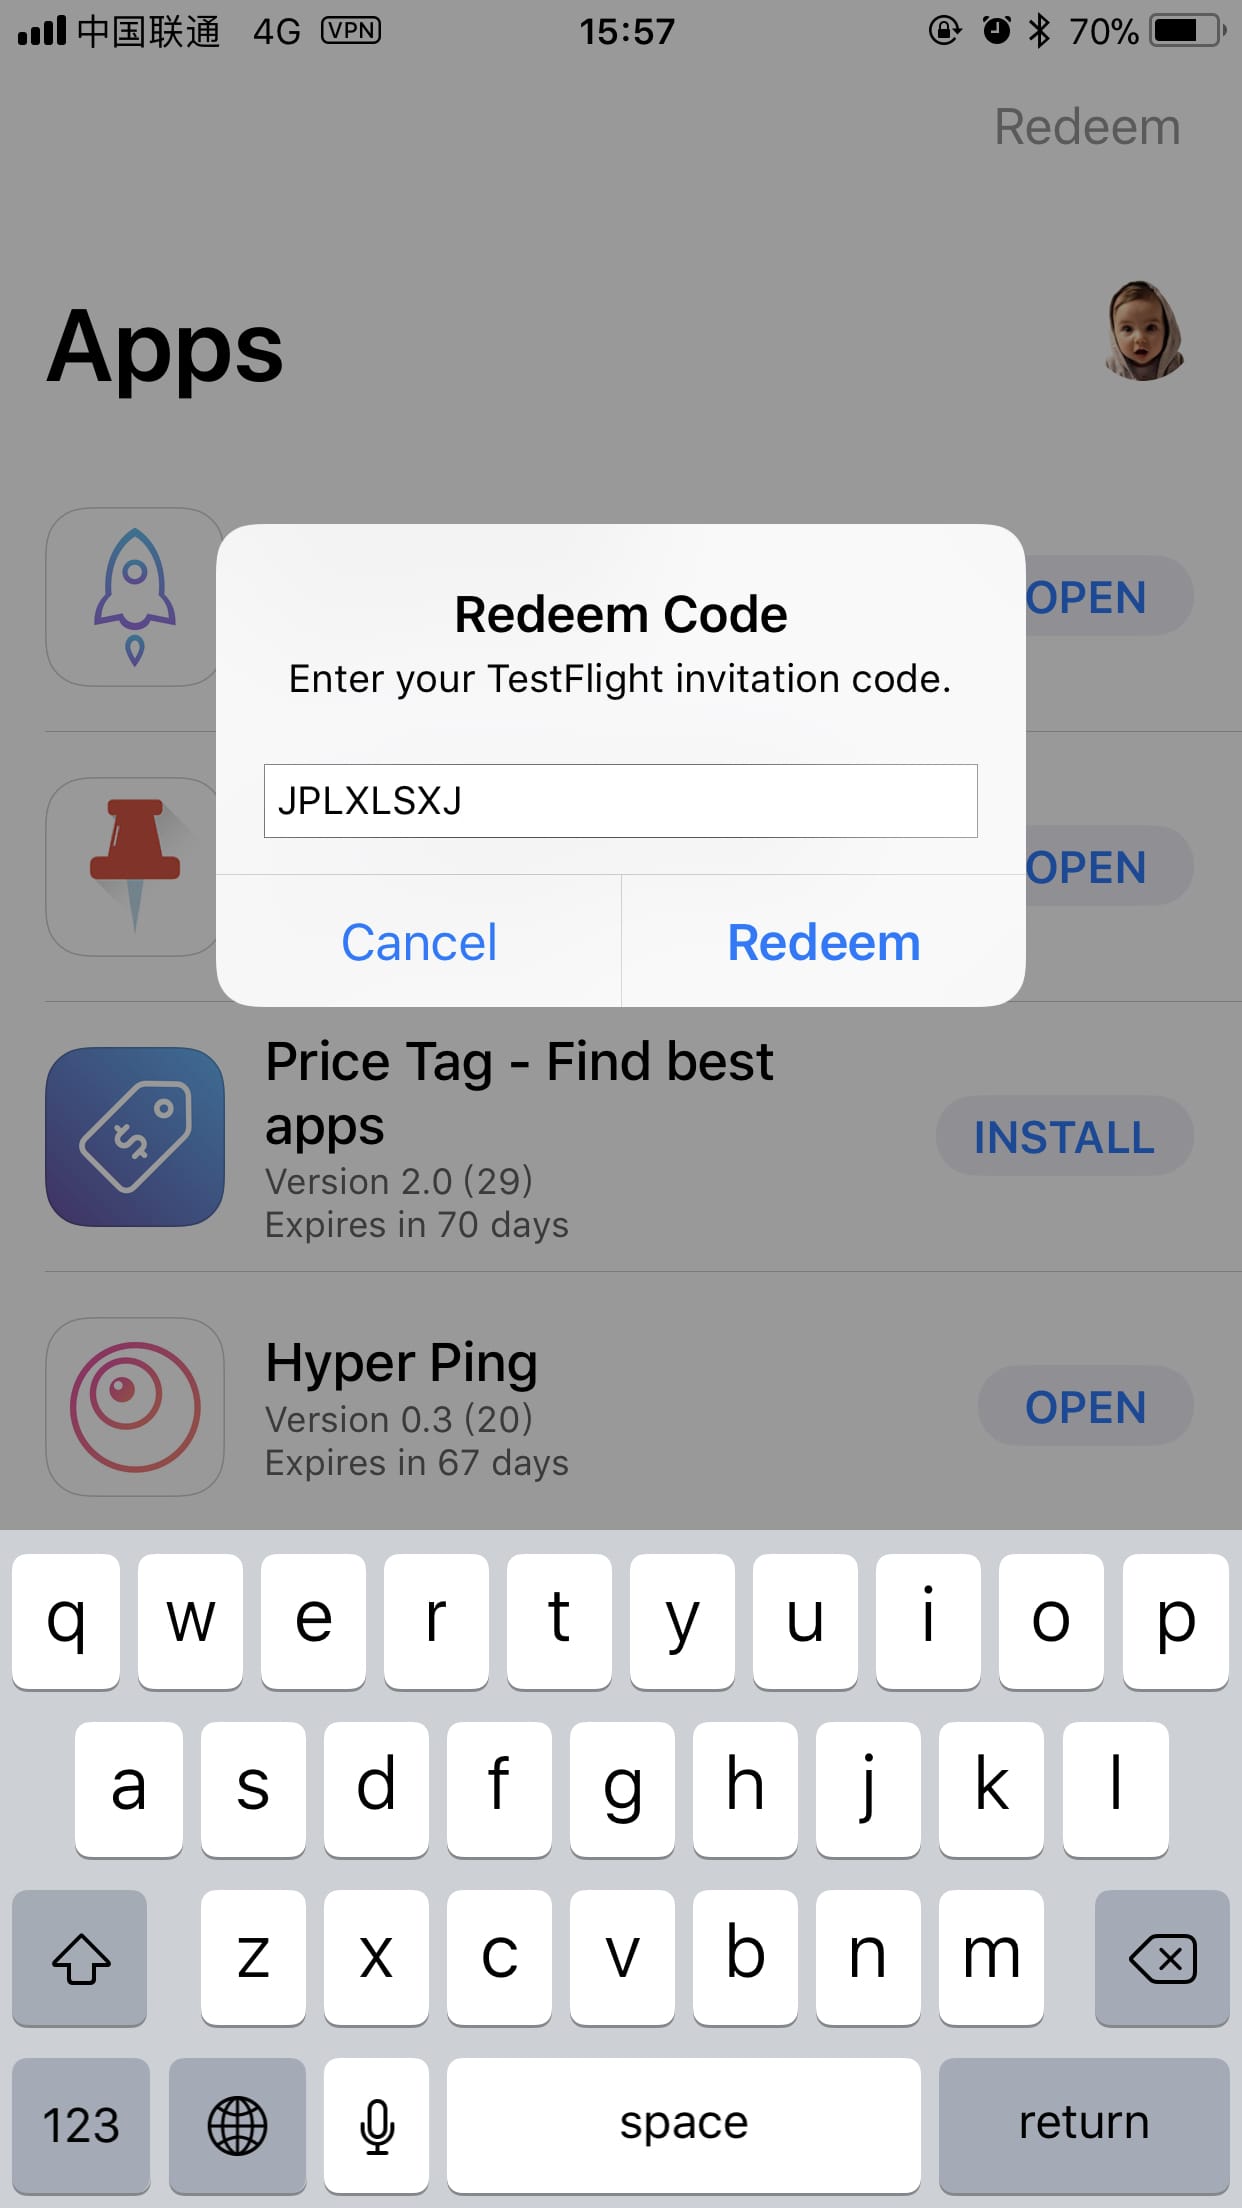 中国联通 4G VPN 15:57 70%
Redeem
Apps
OPEN
Redeem Code
Enter your TestFlight invitation code.
JPLXLSXJ
Cancel Redeem
OPEN
Price Tag - Find best
apps
Version 2.0 (29)
Expires in 70 days
INSTALL
Hyper Ping
Version 0.3 (20)
Expires in 67 days
OPEN
q w e r t y u i o p
a s d f g h j k l
z x c v b n m
123 space return